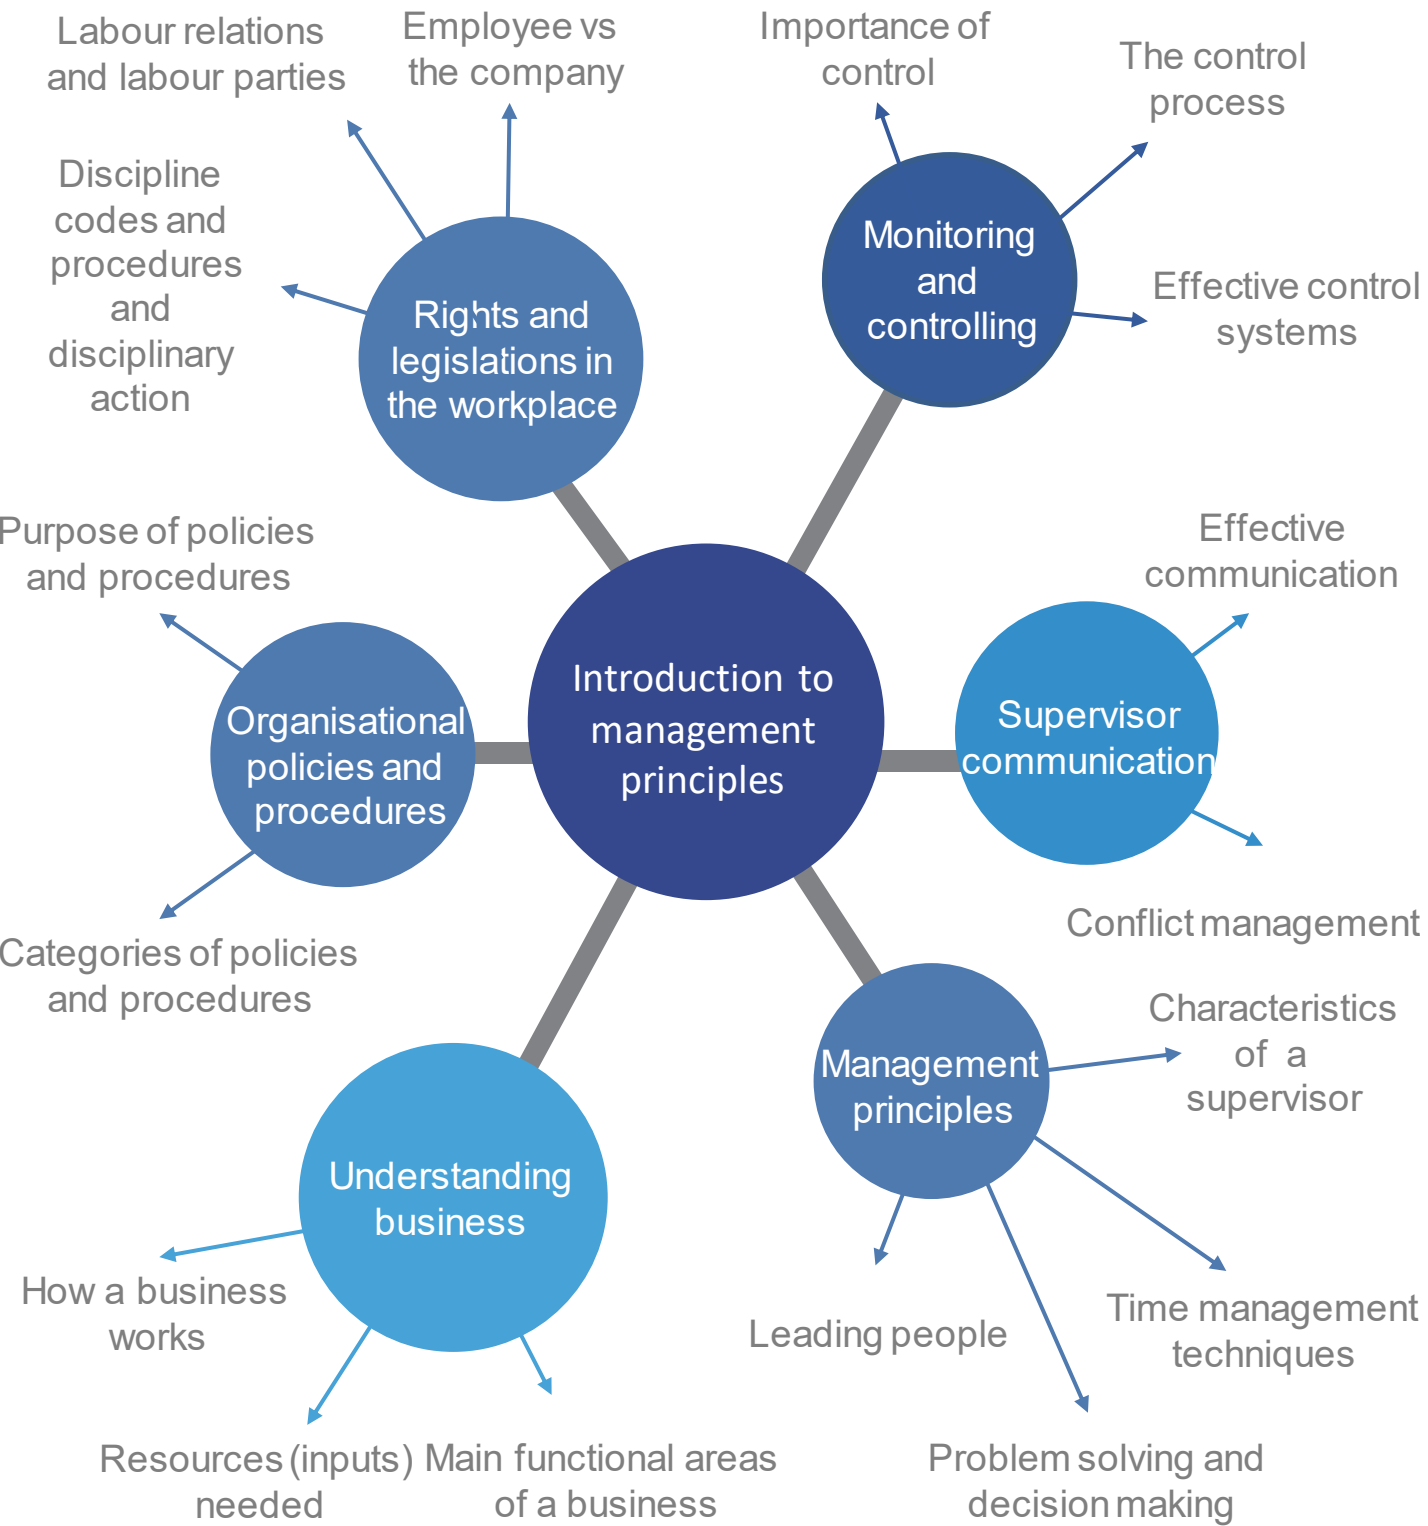 Labour relations
and labour parties
Employee vs
the company
Importance of
control
The control
process
Discipline
codes and
procedures
and
disciplinary
action
Rights and
legislations in
the workplace
Monitoring
and
controlling
Effective control
systems
Purpose of policies
and procedures
Effective
communication
Organisational
policies and
procedures
Introduction to
management
principles
Supervisor
communication
Categories of policies
and procedures
Conflict management
Management
principles
Characteristics
of a
supervisor
Understanding
business
How a business
works
Leading people
Time management
techniques
Resources (inputs)
needed
Main functional areas
of a business
Problem solving and
decision making